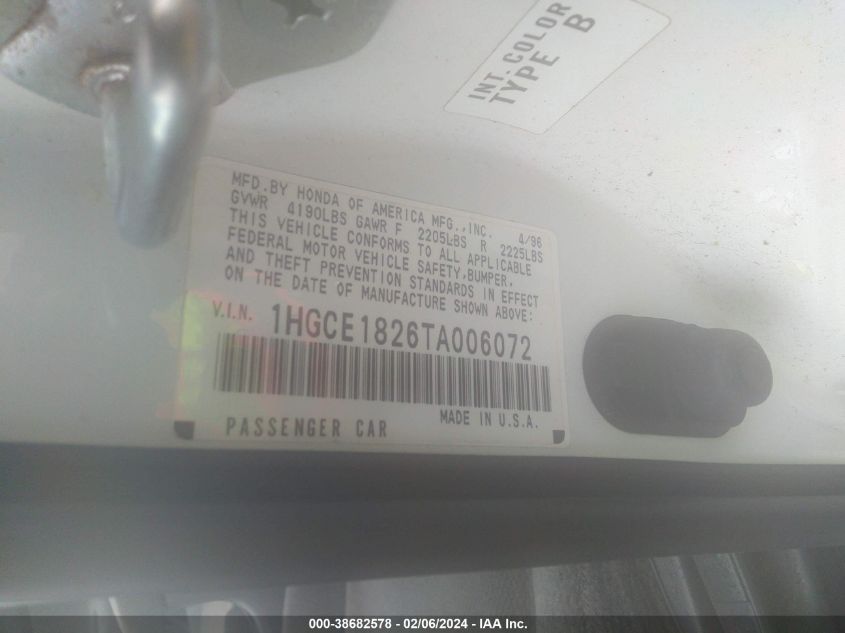 INT. COLOR
TYPE B
MFD.BY HONDA OF AMERICA MFG.,INC. 4/96
GVWR 4190LBS GAWR F 2205LBS R 2225LBS
THIS VEHICLE CONFORMS TO ALL APPLICABLE
FEDERAL MOTOR VEHICLE SAFETY,BUMPER,
AND THEFT PREVENTION STANDARDS IN EFFECT
ON THE DATE OF MANUFACTURE SHOWN ABOVE:
V.I.N. 1HGCE1826TA006072
PASSENGER CAR MADE IN U.S.A.
000-38682578 - 02/06/2024 - IAA Inc.